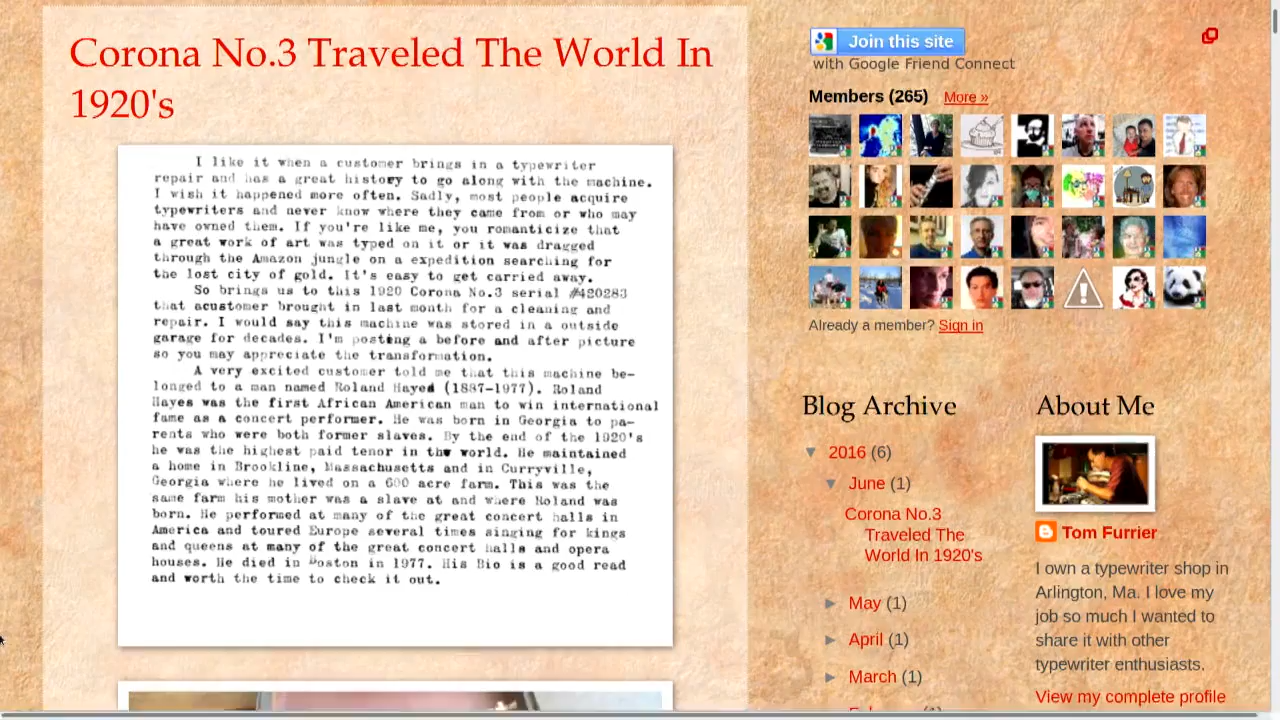 Corona No.3 Traveled The World In
1920's
I like it when a customer brings in a typewriter
repair and has a great history to go along with the machine.
I wish it happened more often. Sadly, most people acquire
typewriters and never know where they came from or who may
have owned them. If you're like me, you romanticize that
a great work of art was typed on it or it was dragged
through the Amazon jungle on a expedition searching for
the lost city of gold. It's easy to get carried away.
So brings us to this 1920 Corona No.3 serial #420283
that acustomer brought in last month for a cleaning and
repair. I would say this machine was stored in a outside
garage for decades. I'm posting a before and after picture
so you may appreciate the transformation.
A very excited customer told me that this machine be-
longed to a man named Roland Hayes (1887-1977). Roland
Hayes was the first African American man to win international
fame as a concert performer. He was born in Georgia to pa-
rents who were both former slaves. By the end of the 1920's
he was the highest paid tenor in the world. He maintained
a home in Brookline, Massachusetts and in Curryville,
Georgia where he lived on a 600 acre farm. This was the
same farm his mother was a slave at and where Roland was
born. He performed at many of the great concert halls in
America and toured Europe several times singing for kings
and queens at many of the great concert halls and opera
houses. He died in Boston in 1977. His Bio is a good read
and worth the time to check it out.
Join this site
with Google Friend Connect
Members (265) More »
Already a member? Sign in
Blog Archive
▼ 2016 (6)
▼ June (1)
Corona No.3
Traveled The
World In 1920's
► May (1)
► April (1)
► March (1)
About Me
Tom Furrier
I own a typewriter shop in
Arlington, Ma. I love my
job so much I wanted to
share it with other
typewriter enthusiasts.
View my complete profile